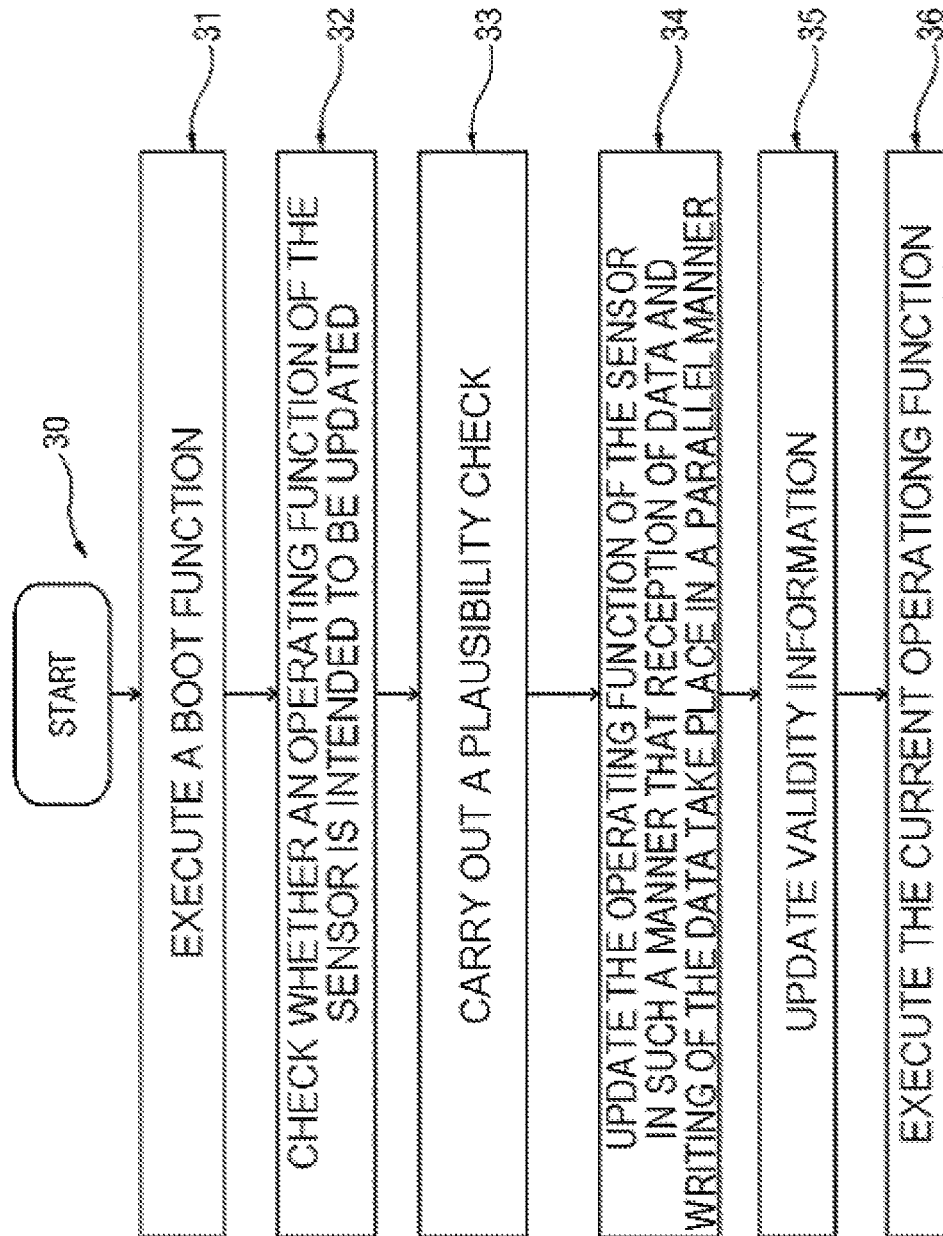 START
30
EXECUTE A BOOT FUNCTION
31
CHECK WHETHER AN OPERATING FUNCTION OF THE
SENSOR IS INTENDED TO BE UPDATED
32
CARRY OUT A PLAUSIBILITY CHECK
33
UPDATE THE OPERATING FUNCTION OF THE SENSOR
IN SUCH A MANNER THAT RECEPTION OF DATA AND
WRITING OF THE DATA TAKE PLACE IN A PARALLEL MANNER
34
UPDATE VALIDITY INFORMATION
35
EXECUTE THE CURRENT OPERATIONG FUNCTION
36